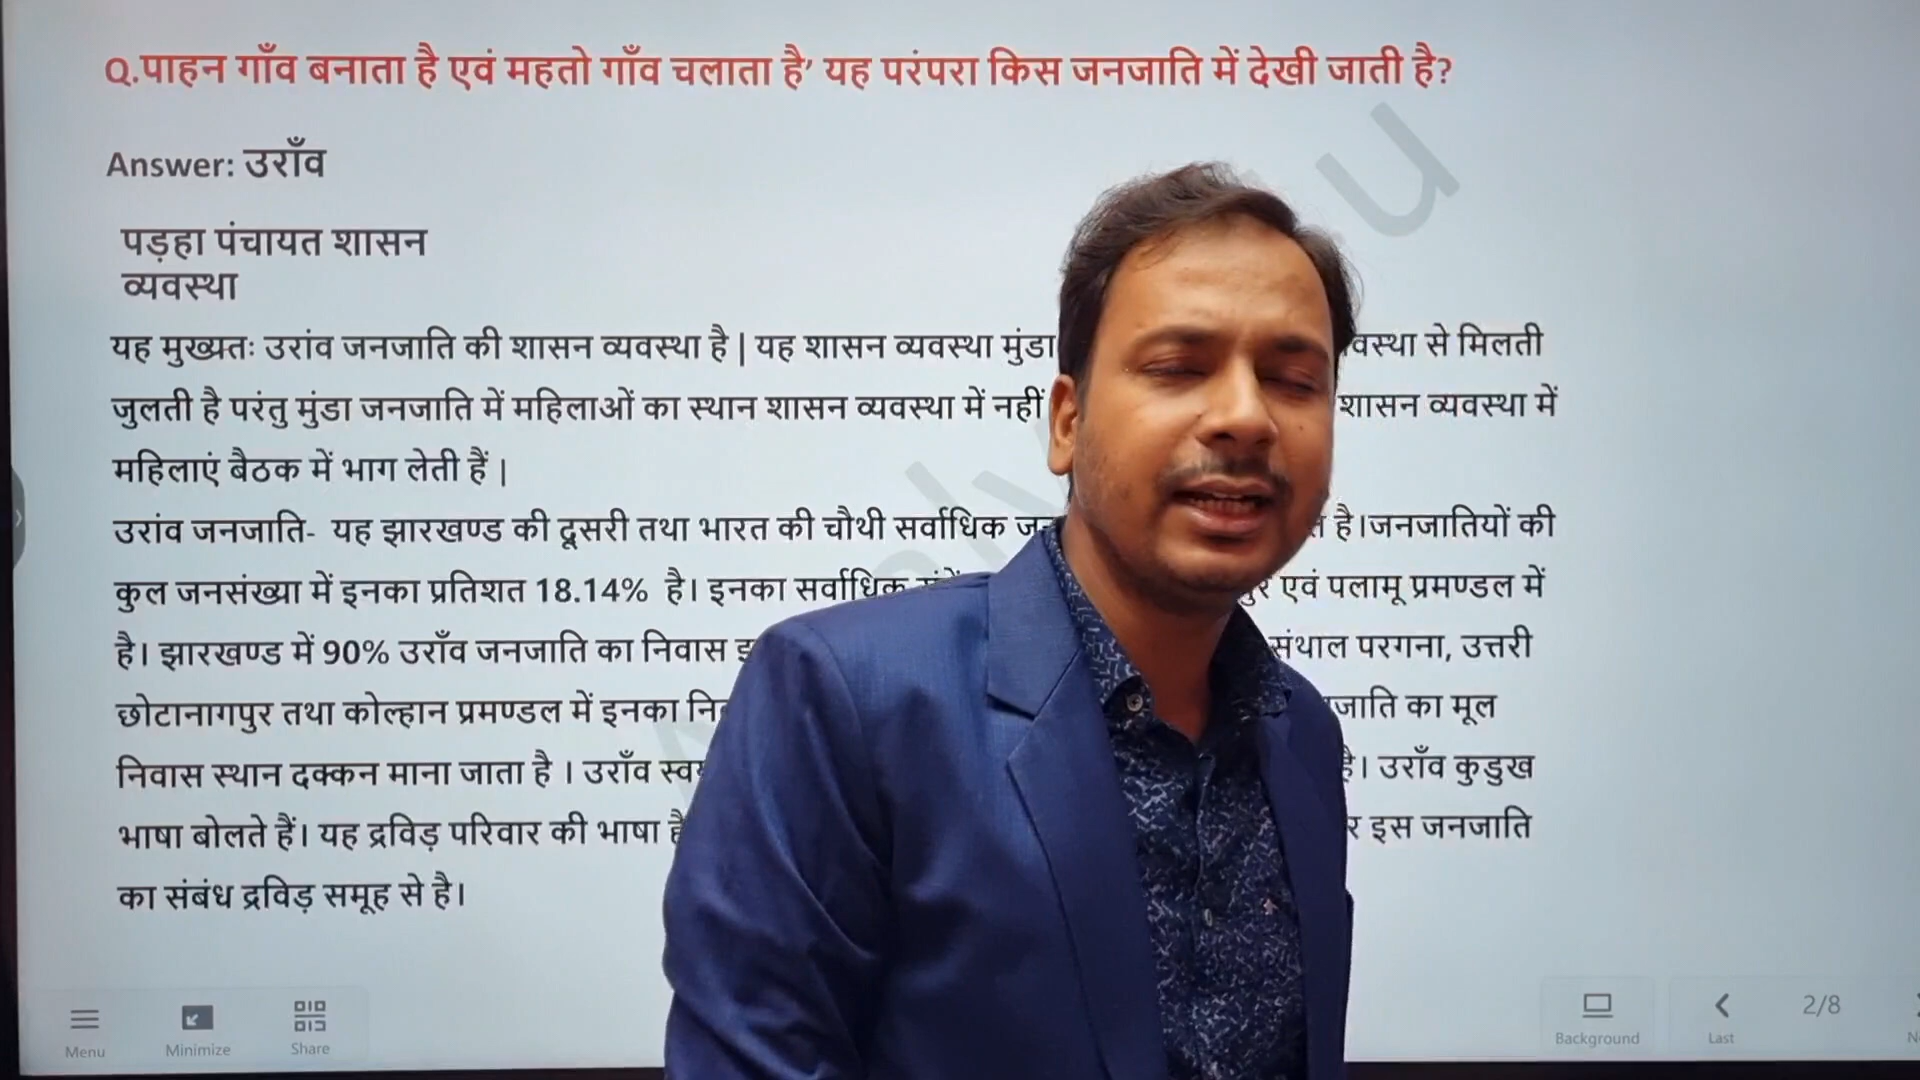 Q.पाहन गाँव बनाता है एवं महतो गाँव चलाता है’ यह परंपरा किस जनजाति में देखी जाती है?
Answer: उराँव
पड़हा पंचायत शासन
व्यवस्था
यह मुख्यतः उरांव जनजाति की शासन व्यवस्था है | यह शासन व्यवस्था मुंडा से मिलती
जुलती है परंतु मुंडा जनजाति में महिलाओं का स्थान शासन व्यवस्था में नहीं शासन व्यवस्था में
महिलाएं बैठक में भाग लेती हैं |
उरांव जनजाति- यह झारखण्ड की दूसरी तथा भारत की चौथी सर्वाधिक है।जनजातियों की
कुल जनसंख्या में इनका प्रतिशत 18.14% है। इनका सर्वाधिक एवं पलामू प्रमण्डल में
है। झारखण्ड में 90% उराँव जनजाति का निवास संथाल परगना, उत्तरी
छोटानागपुर तथा कोल्हान प्रमण्डल में इनका का मूल
निवास स्थान दक्कन माना जाता है । उराँव है। उराँव कुडुख
भाषा बोलते हैं। यह द्रविड़ परिवार की भाषा इस जनजाति
का संबंध द्रविड़ समूह से है।
Menu
Minimize
Share
Background
Last
2/8